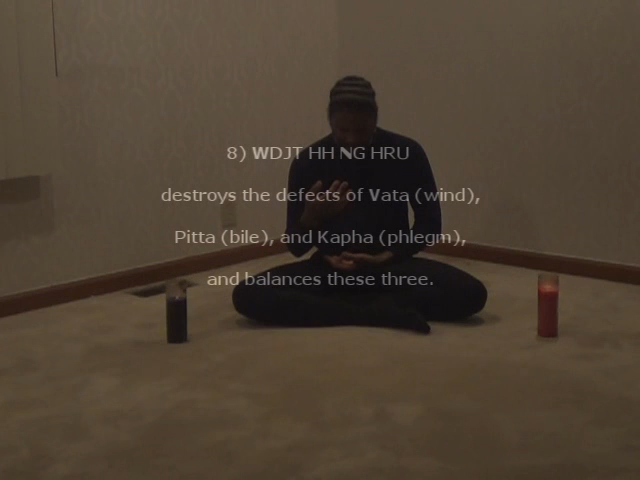 8) WDJT HH NG HRU
destroys the defects of Vata (wind),
Pitta (bile), and Kapha (phlegm),
and balances these three.